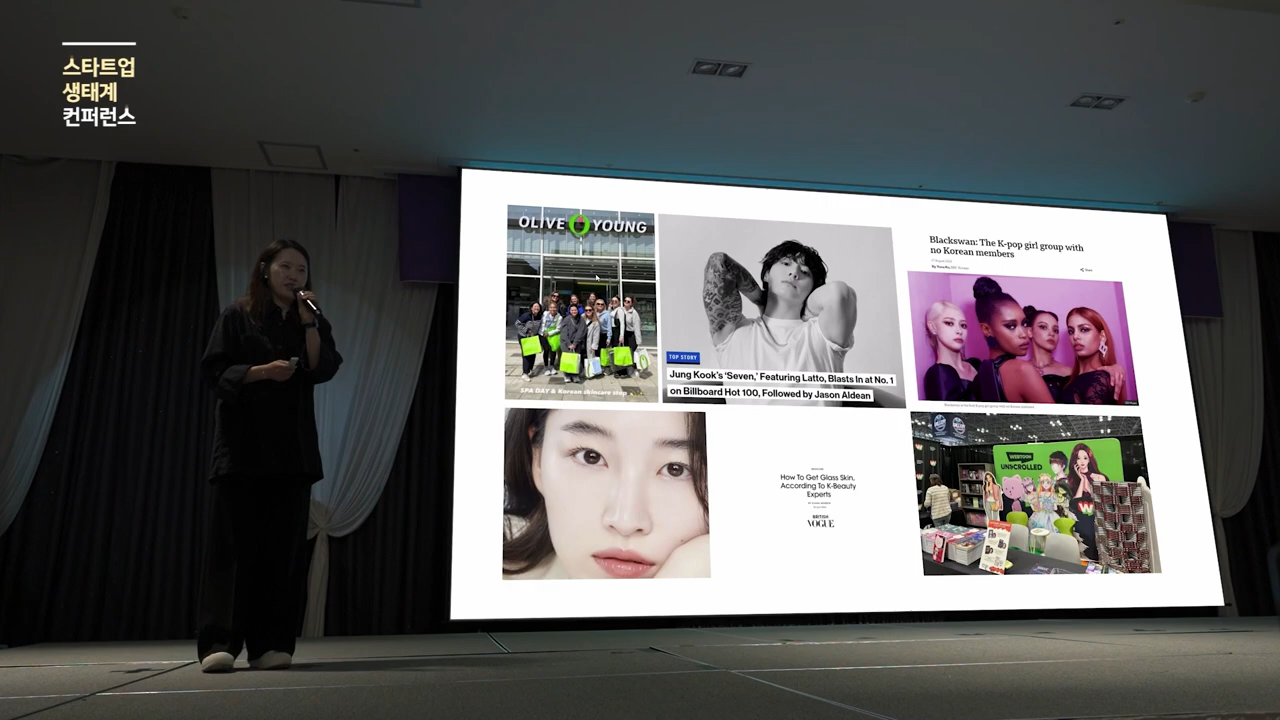 스타트업
생태계
컨퍼런스
OLIVE YOUNG
SPA DAY & Korean skincare stop
TOP STORY
Jung Kook's 'Seven,' Featuring Latto, Blasts In at No. 1
on Billboard Hot 100, Followed by Jason Aldean
Blackswan: The K-pop girl group with
no Korean members
Share
How To Get Glass Skin,
According To K-Beauty
Experts
BRITISH
VOGUE
WEBTOON
UNSCROLLED